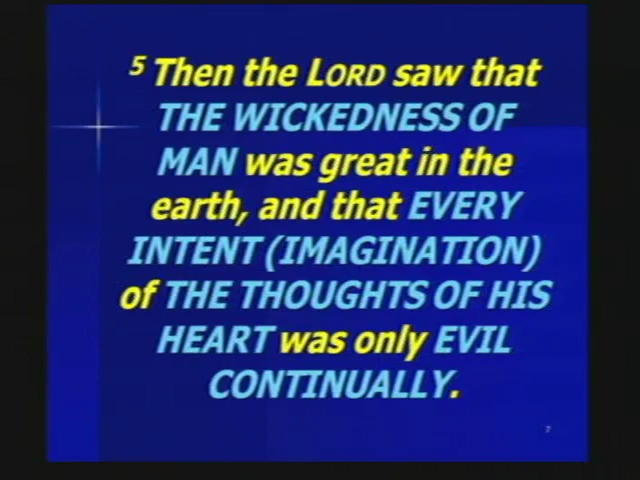 5 Then the LORD saw that
THE WICKEDNESS OF
MAN was great in the
earth, and that EVERY
INTENT (IMAGINATION)
of THE THOUGHTS OF HIS
HEART was only EVIL
CONTINUALLY.
7